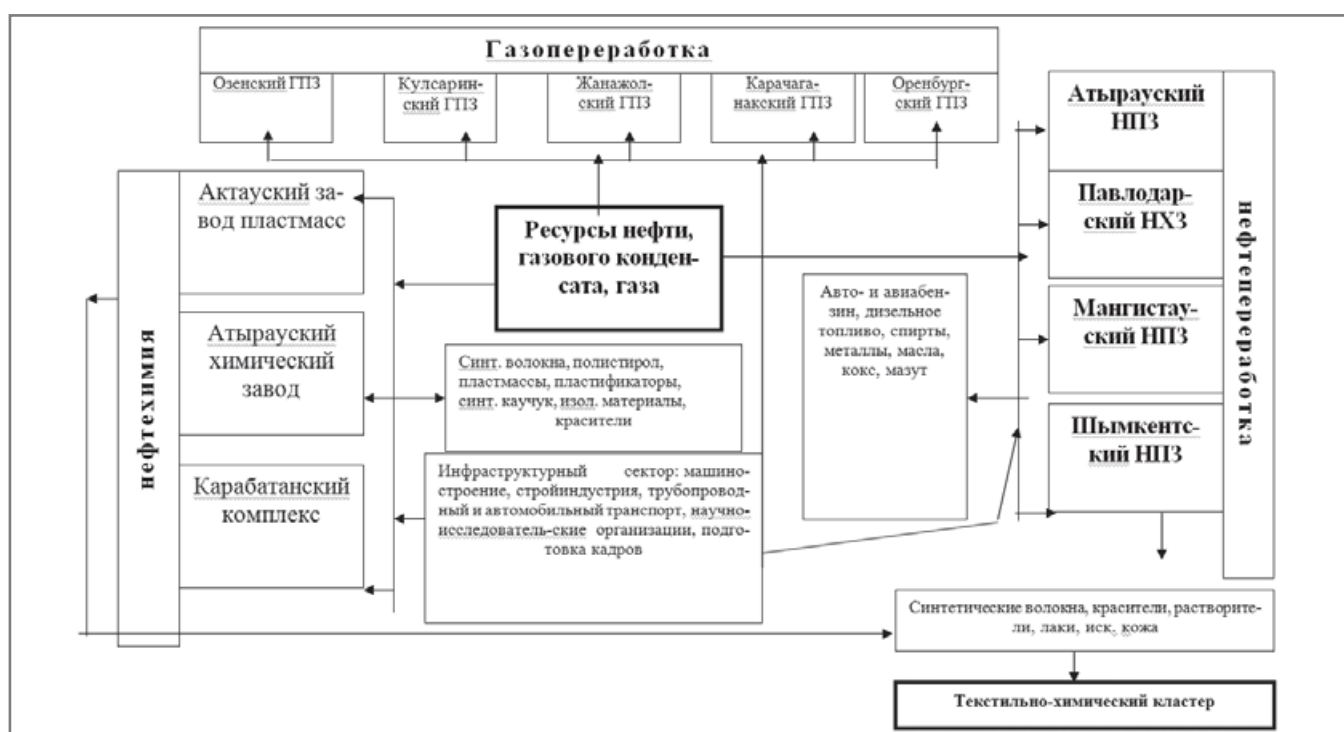 Газопереработка
Озенский ГПЗ
Кулсарин-
ский ГПЗ
Жанажол-
ский ГПЗ
Карачага-
накский ГПЗ
Оренбург-
ский ГПЗ
нефтехимия
Актауский за-
вод пластмасс
Атырауский
химический
завод
Карабатанский
комплекс
Ресурсы нефти,
газового конден-
сата, газа
Синт. волокна, полистирол,
пластмассы, пластификаторы,
синт. каучук, изол. материалы,
красители
Инфраструктурный сектор: машино-
строение, стройиндустрия, трубопровод-
ный и автомобильный транспорт, научно-
исследователь-ские организации, подго-
товка кадров
Авто- и авиабен-
зин, дизельное
топливо, спирты,
металлы, масла,
кокс, мазут
Атырауский
НПЗ
Павлодар-
ский НХЗ
Мангистау-
ский НПЗ
Шымкентс-
кий НПЗ
нефтеперереработка
Синтетические волокна, красители, растворите-
ли, лаки, иск. кожа
Текстильно-химический кластер